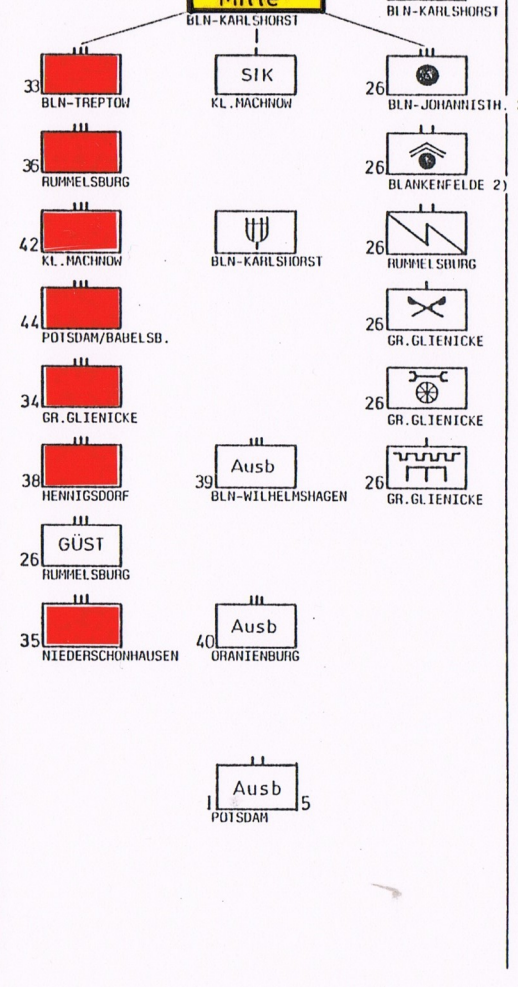 Mitte
BLN-KARLSHORST
BLN-KARLSHORST
33
BLN-TREPTOW
SIK
KL.MACHNOW
26
BLN-JOHANNISTH.
36
RUMMELSBURG
26
BLANKENFELDE 2)
42
KL.MACHNOW
BLN-KARLSHORST
26
RUMMELSBURG
44
POTSDAM/BABELSB.
26
GR.GLIENICKE
34
GR.GLIENICKE
26
GR.GLIENICKE
38
HENNIGSDORF
Ausb
39
BLN-WILHELMSHAGEN
26
GR.GLIENICKE
GÜST
26
RUMMELSBURG
35
NIEDERSCHÖNHAUSEN
Ausb
40
ORANIENBURG
Ausb
1 5
POTSDAM